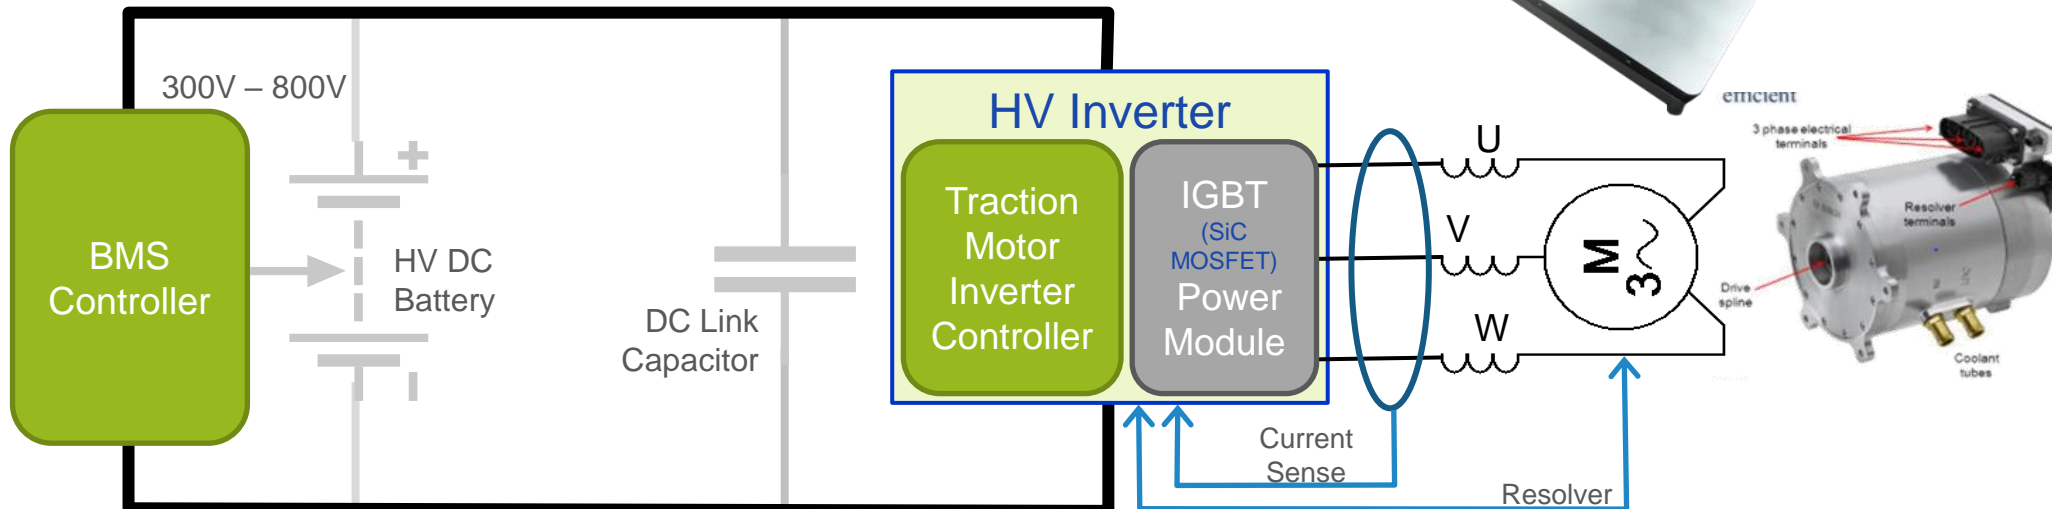 300V – 800V
BMS
Controller
+
HV DC
Battery
DC Link
Capacitor
HV Inverter
Traction
Motor
Inverter
Controller
IGBT
(SiC
MOSFET)
Power
Module
U
V
W
M
3
Current
Sense
Resolver
efficient
3 phase electrical
terminals
Resolver
terminals
Drive
spline
Coolant
tubes